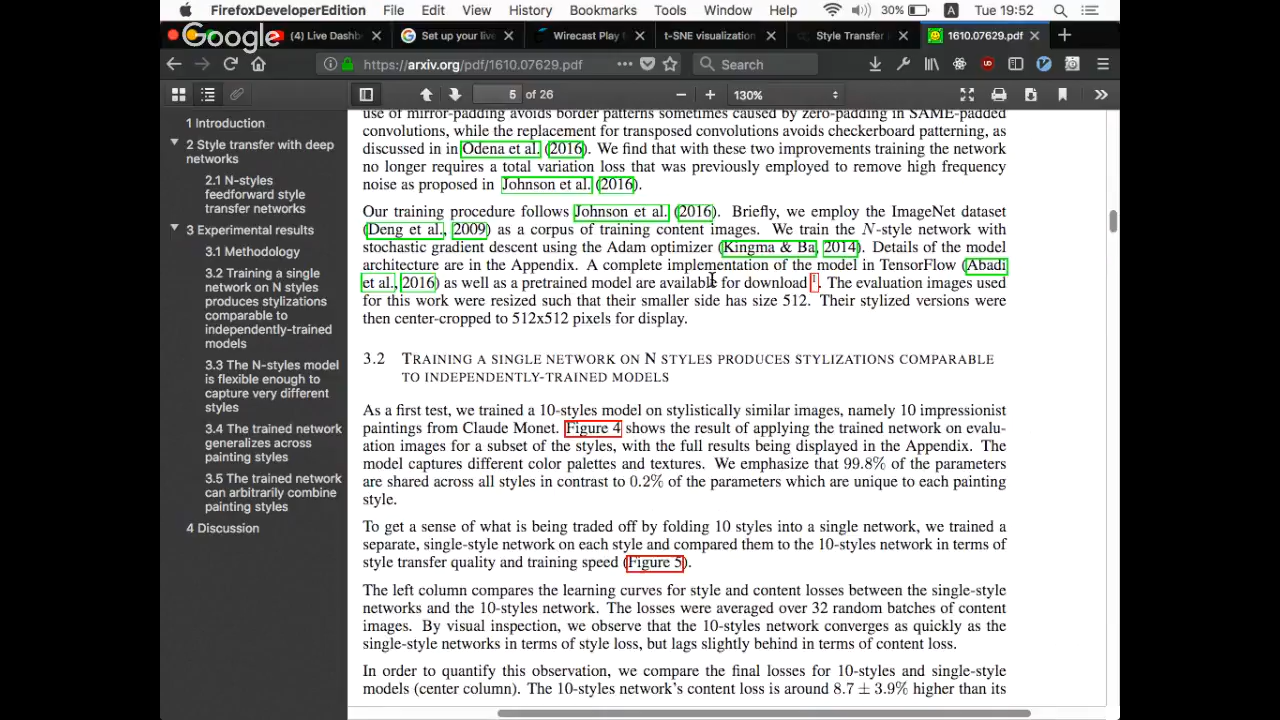 FirefoxDeveloperEdition File Edit View History Bookmarks Tools Window Help 30% A Tue 19:52
Google
(4) Live Dashb
Set up your live
Wirecast Play
t-SNE visualization
Style Transfer
1610.07629.pdf
https://arxiv.org/pdf/1610.07629.pdf
Search
5 of 26
130%
1 Introduction
2 Style transfer with deep
networks
2.1 N-styles
feedforward style
transfer networks
3 Experimental results
3.1 Methodology
3.2 Training a single
network on N styles
produces stylizations
comparable to
independently-trained
models
3.3 The N-styles model
is flexible enough to
capture very different
styles
3.4 The trained network
generalizes across
painting styles
3.5 The trained network
can arbitrarily combine
painting styles
4 Discussion
use of mirror-padding avoids border patterns sometimes caused by zero-padding in SAME-padded
convolutions, while the replacement for transposed convolutions avoids checkerboard patterning, as
discussed in in Odena et al. (2016). We find that with these two improvements training the network
no longer requires a total variation loss that was previously employed to remove high frequency
noise as proposed in Johnson et al. (2016).
Our training procedure follows Johnson et al. (2016). Briefly, we employ the ImageNet dataset
(Deng et al., 2009) as a corpus of training content images. We train the N-style network with
stochastic gradient descent using the Adam optimizer (Kingma & Ba, 2014). Details of the model
architecture are in the Appendix. A complete implementation of the model in TensorFlow (Abadi
et al., 2016) as well as a pretrained model are available for download 1. The evaluation images used
for this work were resized such that their smaller side has size 512. Their stylized versions were
then center-cropped to 512x512 pixels for display.
3.2 TRAINING A SINGLE NETWORK ON N STYLES PRODUCES STYLIZATIONS COMPARABLE
TO INDEPENDENTLY-TRAINED MODELS
As a first test, we trained a 10-styles model on stylistically similar images, namely 10 impressionist
paintings from Claude Monet. Figure 4 shows the result of applying the trained network on evalu-
ation images for a subset of the styles, with the full results being displayed in the Appendix. The
model captures different color palettes and textures. We emphasize that 99.8% of the parameters
are shared across all styles in contrast to 0.2% of the parameters which are unique to each painting
style.
To get a sense of what is being traded off by folding 10 styles into a single network, we trained a
separate, single-style network on each style and compared them to the 10-styles network in terms of
style transfer quality and training speed (Figure 5).
The left column compares the learning curves for style and content losses between the single-style
networks and the 10-styles network. The losses were averaged over 32 random batches of content
images. By visual inspection, we observe that the 10-styles network converges as quickly as the
single-style networks in terms of style loss, but lags slightly behind in terms of content loss.
In order to quantify this observation, we compare the final losses for 10-styles and single-style
models (center column). The 10-styles network's content loss is around 8.7 ± 3.9% higher than its